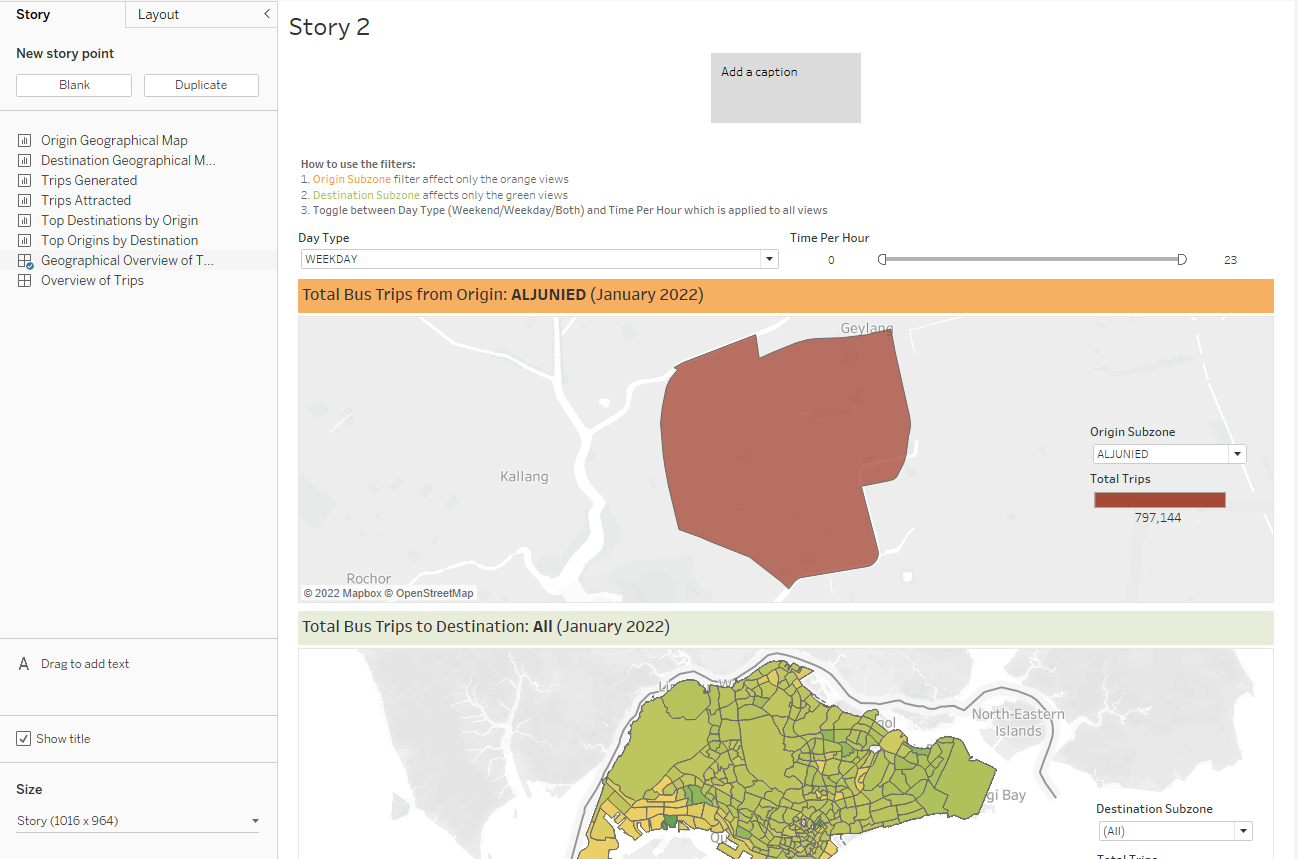 Story
Layout
Story 2
New story point
Blank
Duplicate
Add a caption
Origin Geographical Map
Destination Geographical M...
Trips Generated
Trips Attracted
Top Destinations by Origin
Top Origins by Destination
Geographical Overview of T...
Overview of Trips
How to use the filters:
1. Origin Subzone filter affect only the orange views
2. Destination Subzone affects only the green views
3. Toggle between Day Type (Weekend/Weekday/Both) and Time Per Hour which is applied to all views
Day Type
Time Per Hour
WEEKDAY
0
23
Total Bus Trips from Origin: ALJUNIED (January 2022)
Geylang
Kallang
Rochor
Origin Subzone
ALJUNIED
Total Trips
797,144
© 2022 Mapbox © OpenStreetMap
Total Bus Trips to Destination: All (January 2022)
North-Eastern
Islands
Bay
Destination Subzone
(All)
Total Trips
A Drag to add text
Show title
Size
Story (1016 x 964)